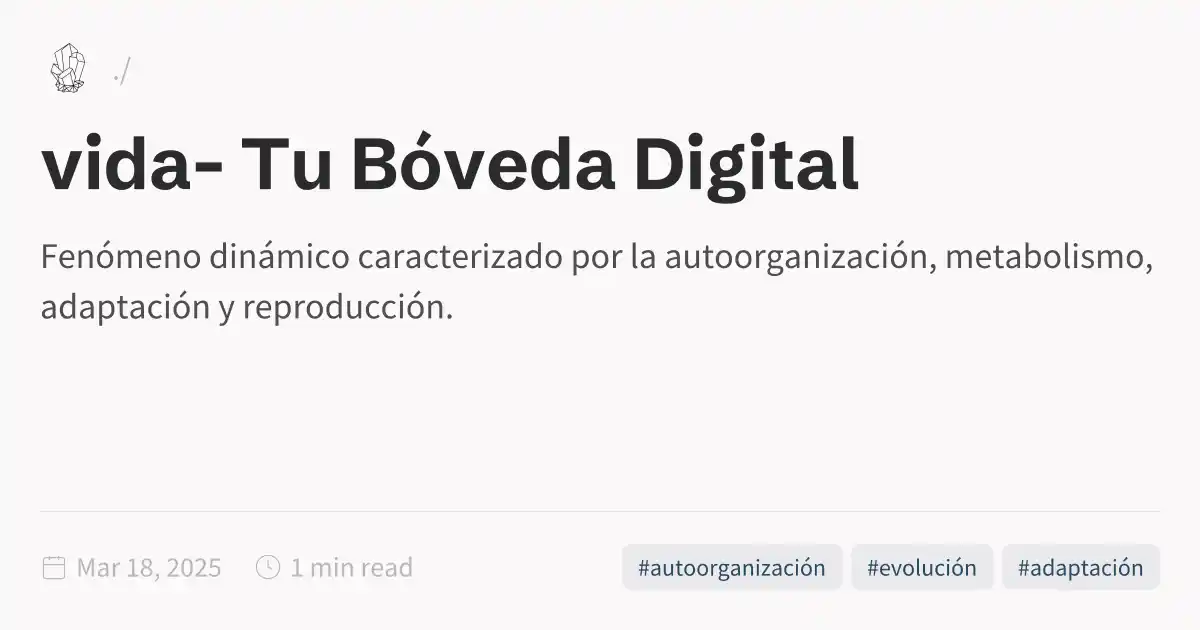 ./
vida- Tu Bóveda Digital
Fenómeno dinámico caracterizado por la autoorganización, metabolismo,
adaptación y reproducción.
Mar 18, 2025 1 min read #autoorganización #evolución #adaptación